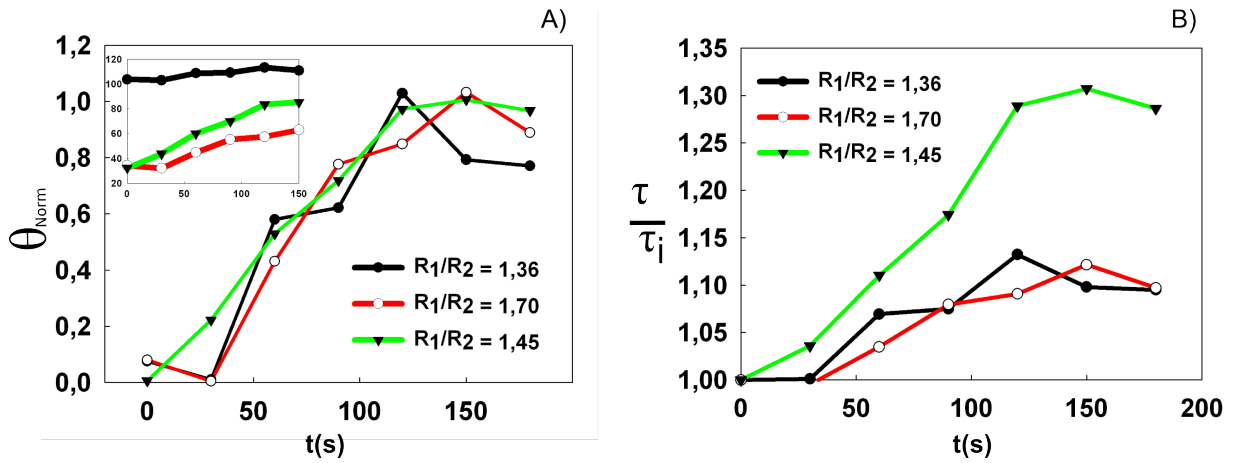 A)
1,2
1,0
0,8
0,6
0,4
0,2
0,0
θNorm
120
100
80
60
40
20
0 50 100 150
R1/R2 = 1,36
R1/R2 = 1,70
R1/R2 = 1,45
0 50 100 150
t(s)
B)
1,35
1,30
1,25
1,20
1,15
1,10
1,05
1,00
τ
τi
R1/R2 = 1,36
R1/R2 = 1,70
R1/R2 = 1,45
0 50 100 150 200
t(s)